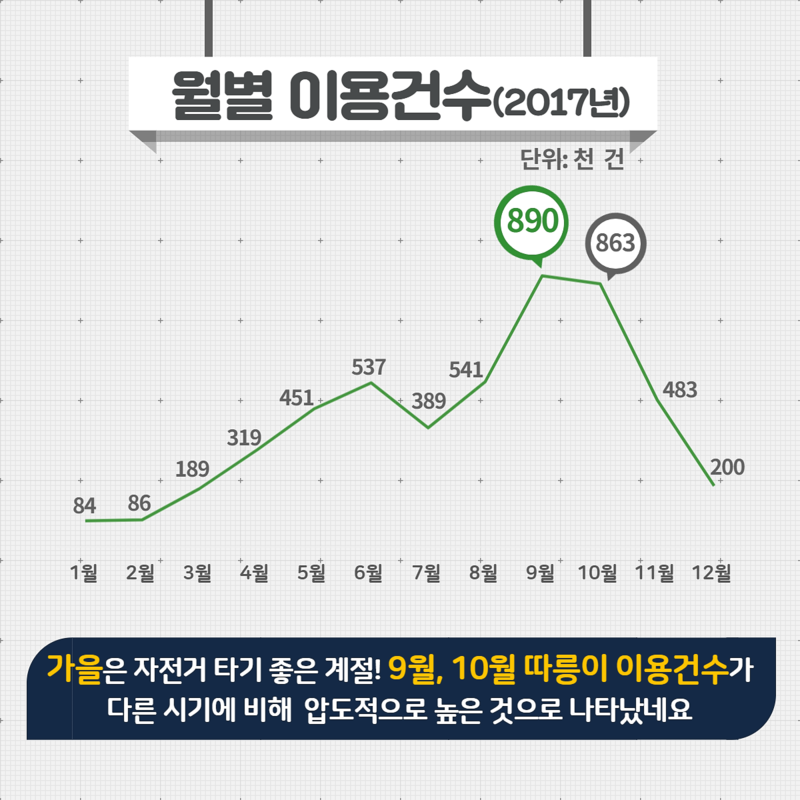 월별 이용건수(2017년)
단위: 천 건
890
863
537
541
451
389
483
319
189
200
84
86
1월 2월 3월 4월 5월 6월 7월 8월 9월 10월 11월 12월
가을은 자전거 타기 좋은 계절! 9월, 10월 따릉이 이용건수가
다른 시기에 비해 압도적으로 높은 것으로 나타났네요